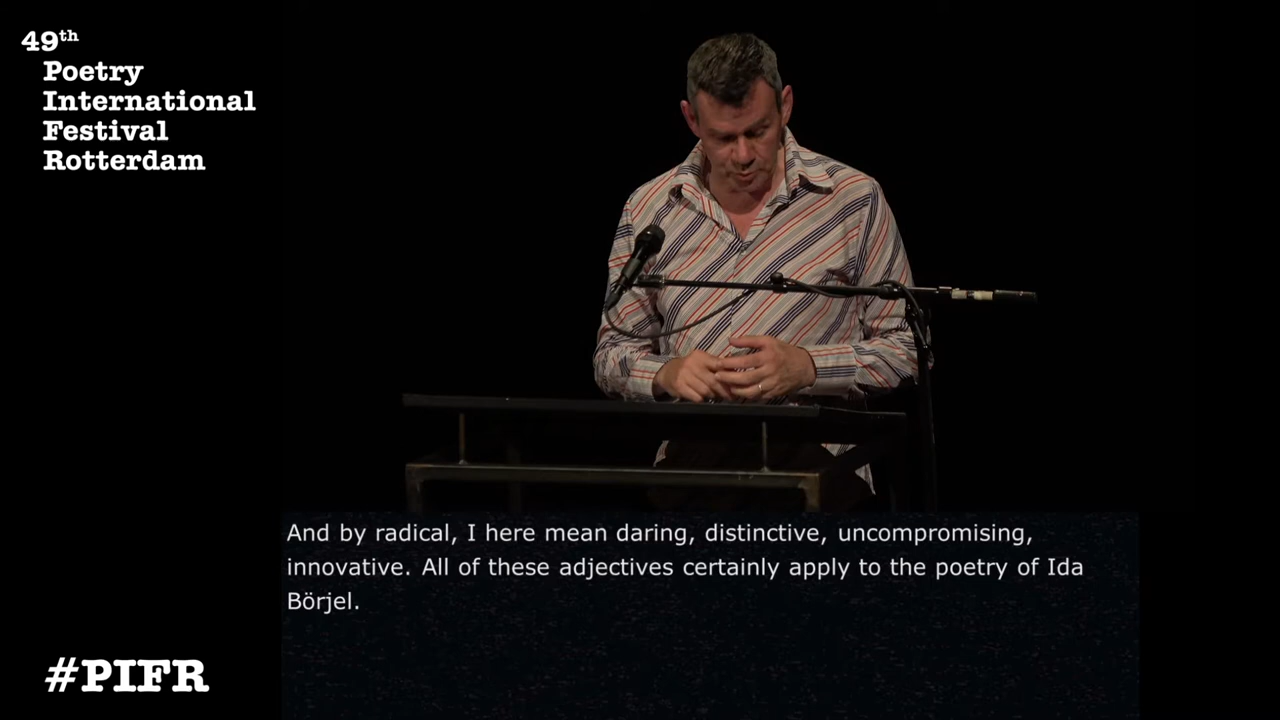 49th
Poetry
International
Festival
Rotterdam
And by radical, I here mean daring, distinctive, uncompromising,
innovative. All of these adjectives certainly apply to the poetry of Ida
Börjel.
#PIFR